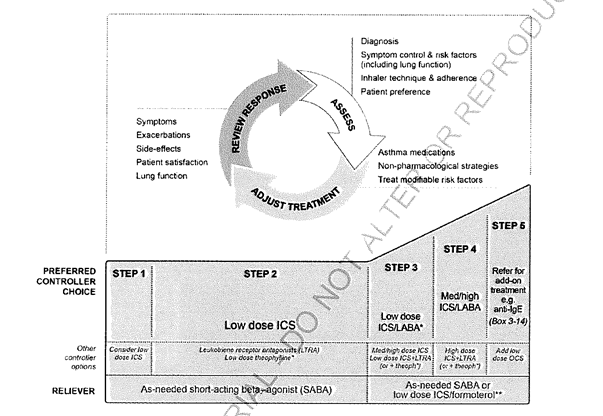 Diagnosis
Symptom control & risk factors
(including lung function)
Inhaler technique & adherence
Patient preference
REVIEW RESPONSE
ASSESS
ADJUST TREATMENT
Symptoms
Exacerbations
Side-effects
Patient satisfaction
Lung function
Asthma medications
Non-pharmacological strategies
Treat modifiable risk factors
PREFERRED
CONTROLLER
CHOICE
STEP 1
STEP 2
Low dose ICS
STEP 3
Low dose
ICS/LABA*
STEP 4
Med/high
ICS/LABA
STEP 5
Refer for
add-on
treatment
e.g.
anti-IgE
(Box 3-14)
Other
controller
options
Consider low
dose ICS
Leukotriene receptor antagonists (LTRA)
Low dose theophylline*
Med/high dose ICS
Low dose ICS+LTRA
(or + theoph*)
High dose
ICS+LTRA
(or + theoph*)
Add low
dose OCS
RELIEVER
As-needed short-acting beta2-agonist (SABA)
As-needed SABA or
low dose ICS/formoterol**
RIAL - DO NOT ALTER OR REPRODU